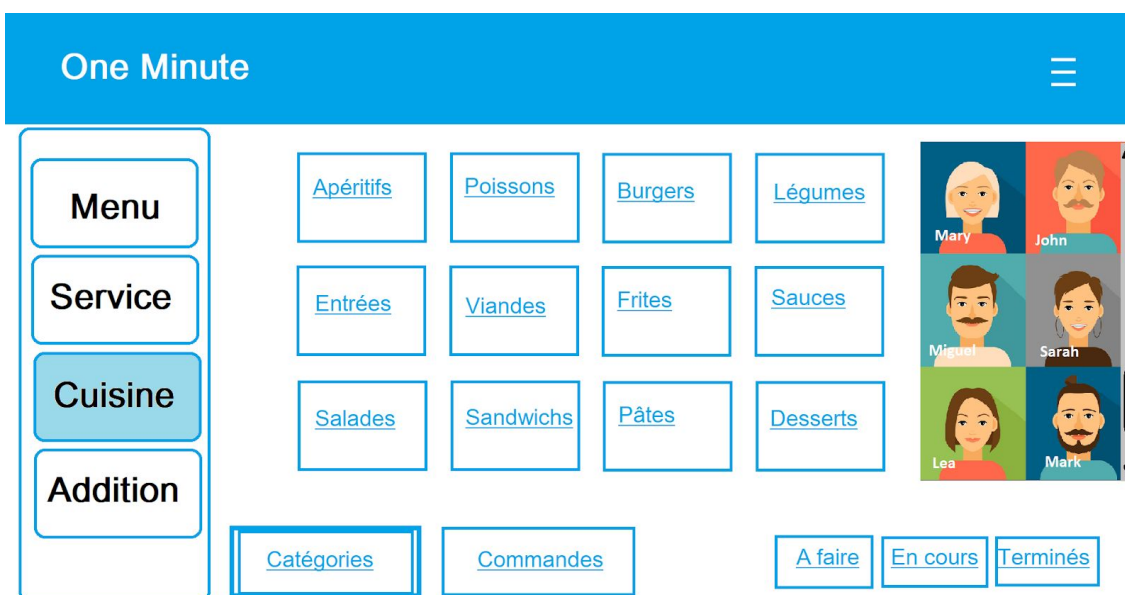 One Minute
Menu
Service
Cuisine
Addition
Apéritifs
Poissons
Burgers
Légumes
Entrées
Viandes
Frites
Sauces
Salades
Sandwichs
Pâtes
Desserts
Mary
John
Miguel
Sarah
Lea
Mark
Catégories
Commandes
A faire
En cours
Terminés